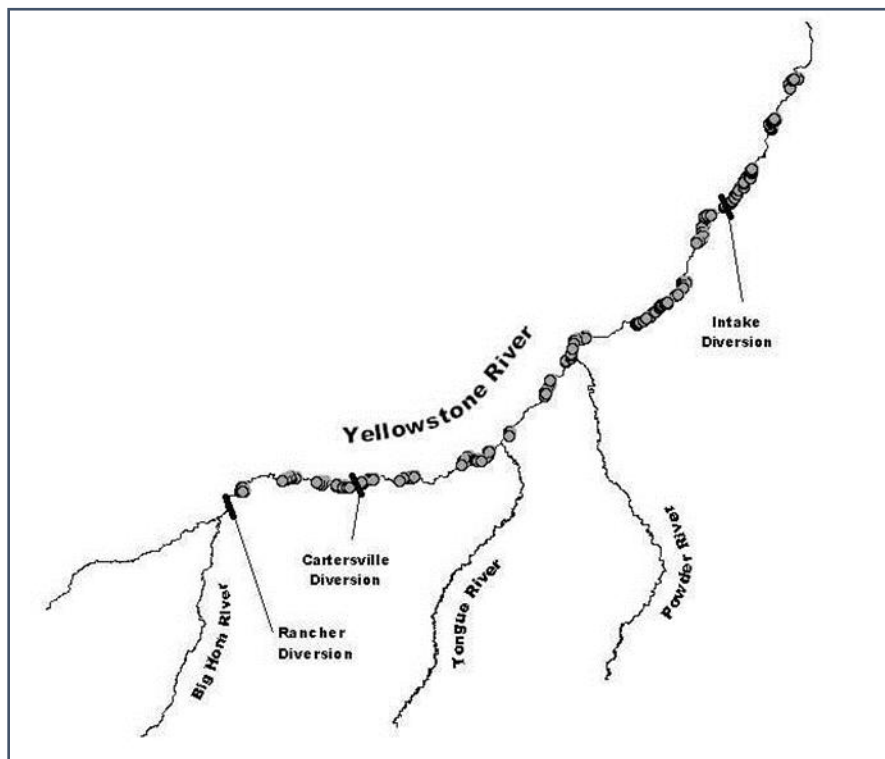 Yellowstone River
Intake
Diversion
Cartersville
Diversion
Rancher
Diversion
Big Horn River
Tongue River
Powder River